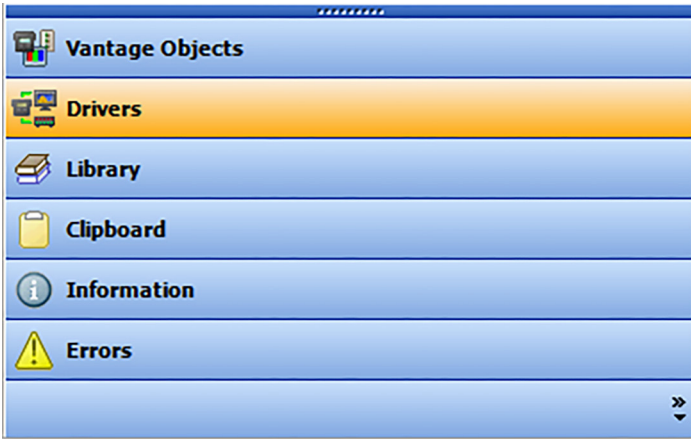 Vantage Objects
Drivers
Library
Clipboard
Information
Errors